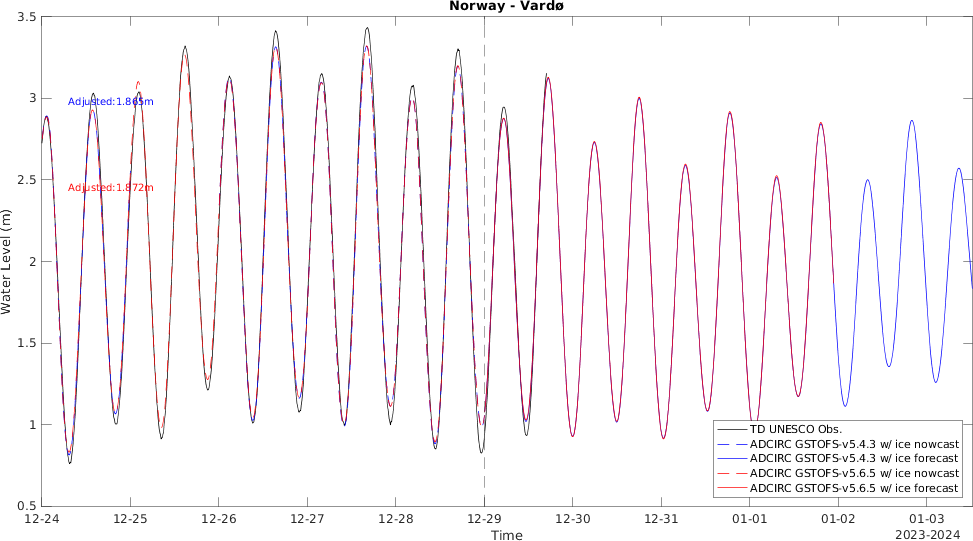 Norway - Vardø
3.5
3
2.5
2
1.5
1
0.5
Water Level (m)
Adjusted:1.865m
Adjusted:1.872m
12-24
12-25
12-26
12-27
12-28
12-29
12-30
12-31
01-01
01-02
01-03
Time
2023-2024
TD UNESCO Obs.
ADCIRC GSTOFS-v5.4.3 w/ ice nowcast
ADCIRC GSTOFS-v5.4.3 w/ ice forecast
ADCIRC GSTOFS-v5.6.5 w/ ice nowcast
ADCIRC GSTOFS-v5.6.5 w/ ice forecast